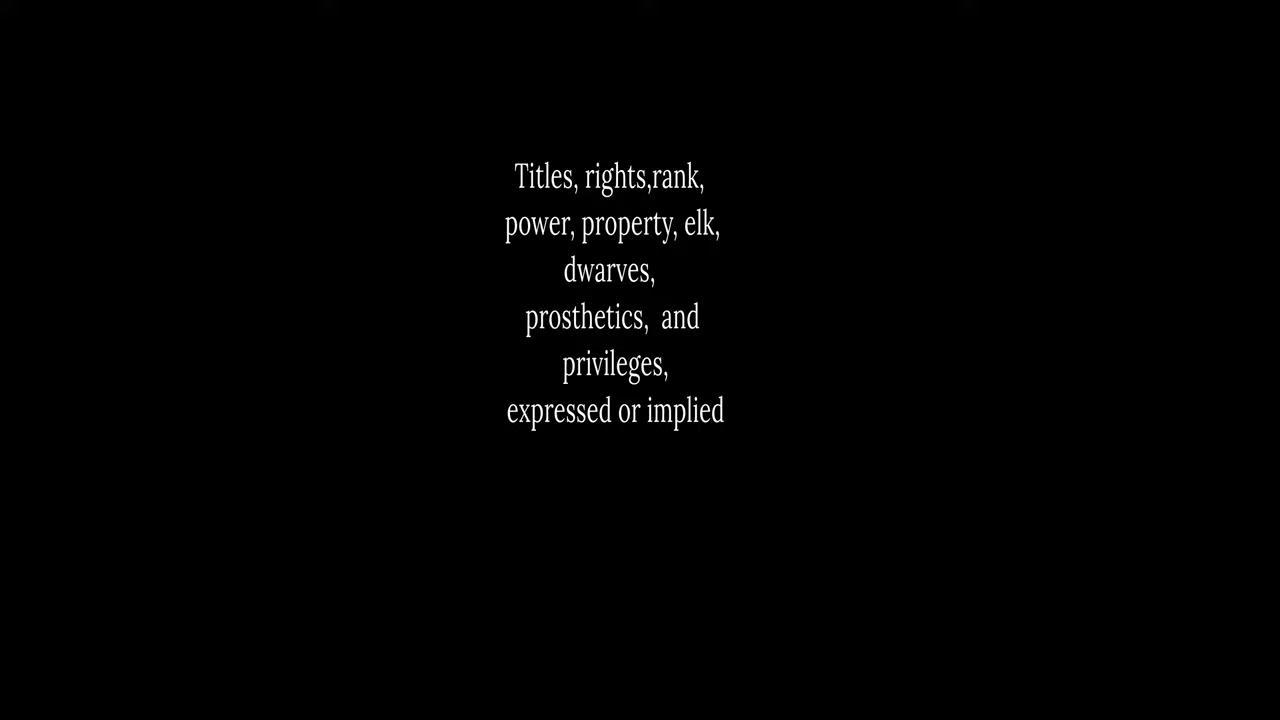 Titles, rights,rank,
power, property, elk,
dwarves,
prosthetics,  and
privileges,
expressed or implied